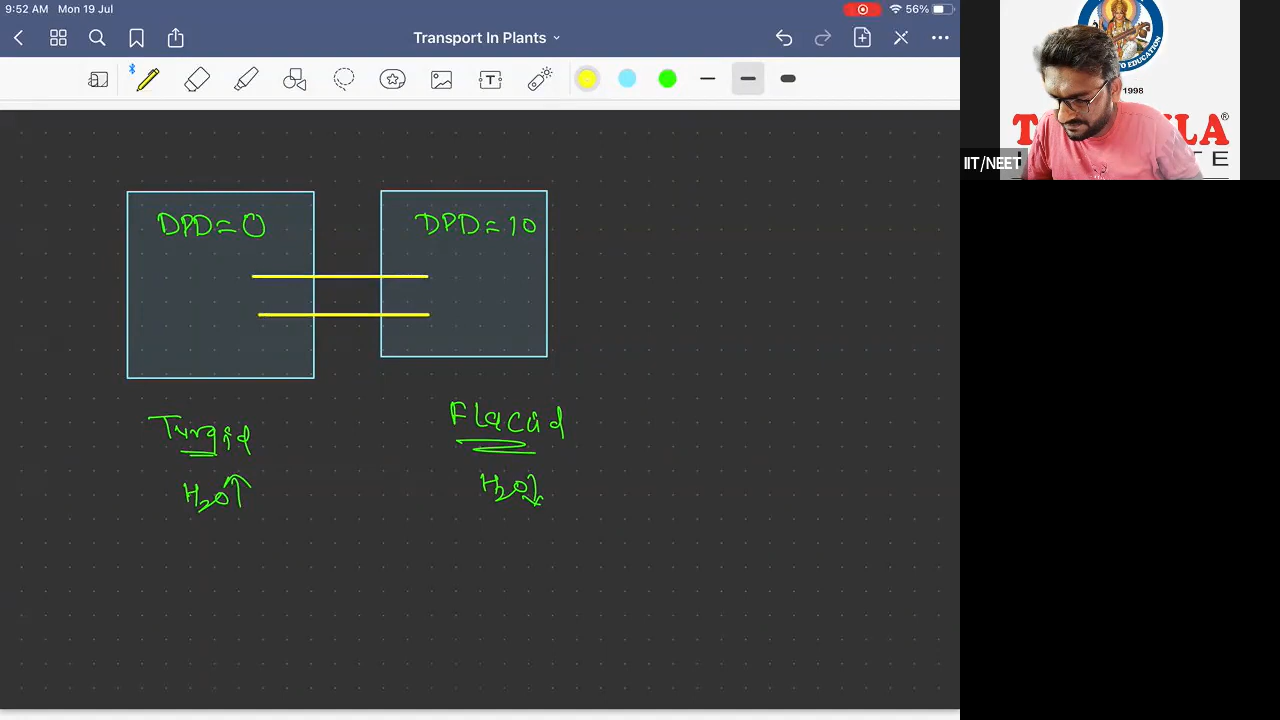 9:52 AM Mon 19 Jul
56%
Transport In Plants
1998
IIT/NEET
DPD=0
DPD=10
Turgid
Flacid
H2O↑
H2O↓